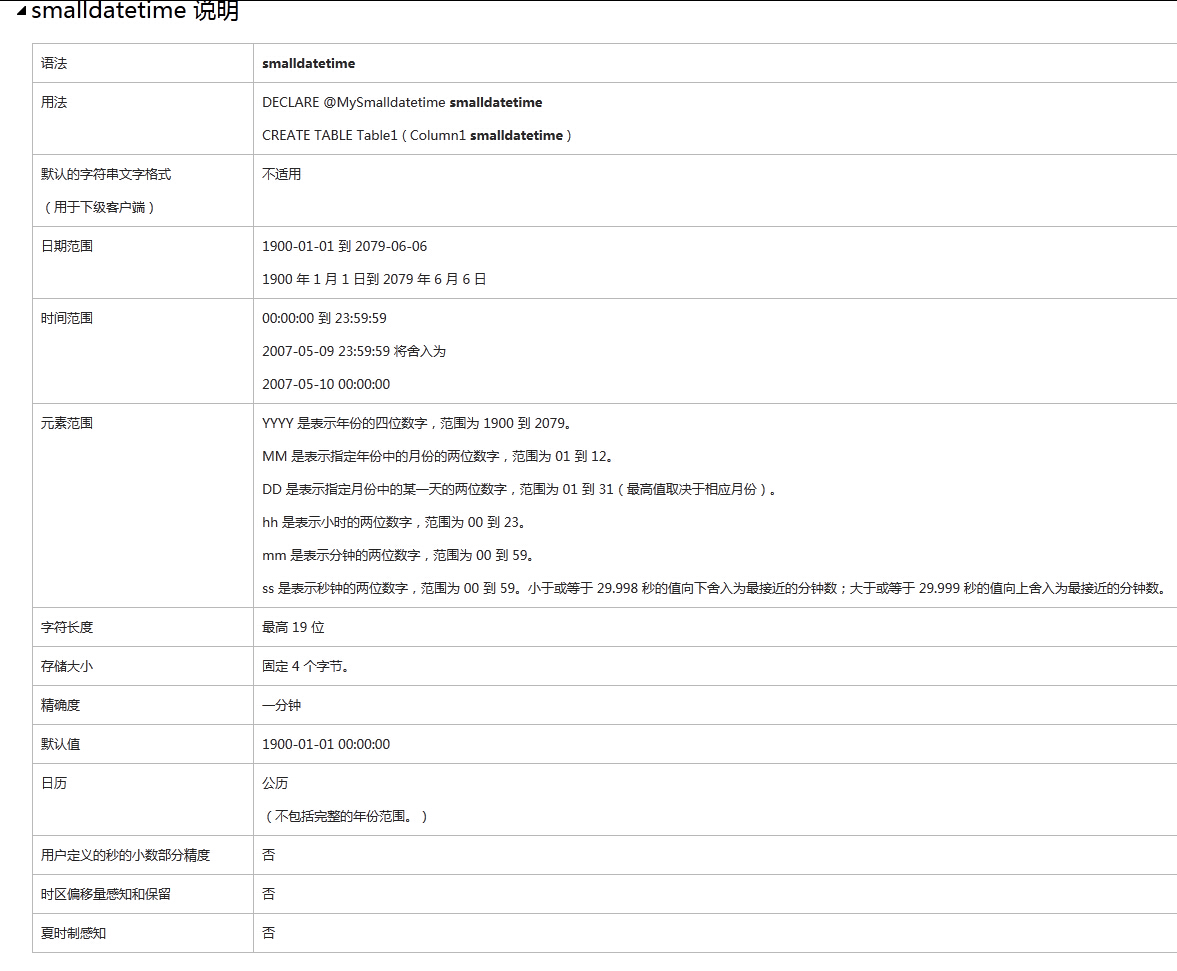 smalldatetime 说明
语法
smalldatetime
用法
DECLARE @MySmalldatetime smalldatetime
CREATE TABLE Table1 ( Column1 smalldatetime )
默认的字符串文字格式
（用于下级客户端）
不适用
日期范围
1900-01-01 到 2079-06-06
1900 年 1 月 1 日到 2079 年 6 月 6 日
时间范围
00:00:00 到 23:59:59
2007-05-09 23:59:59 将舍入为
2007-05-10 00:00:00
元素范围
YYYY 是表示年份的四位数字，范围为 1900 到 2079。
MM 是表示指定年份中的月份的两位数字，范围为 01 到 12。
DD 是表示指定月份中的某一天的两位数字，范围为 01 到 31（最高值取决于相应月份）。
hh 是表示小时的两位数字，范围为 00 到 23。
mm 是表示分钟的两位数字，范围为 00 到 59。
ss 是表示秒钟的两位数字，范围为 00 到 59。小于或等于 29.998 秒的值向下舍入为最接近的分钟数；大于或等于 29.999 秒的值向上舍入为最接近的分钟数。
字符长度
最高 19 位
存储大小
固定 4 个字节。
精确度
一分钟
默认值
1900-01-01 00:00:00
日历
公历
（不包括完整的年份范围。）
用户定义的秒的小数部分精度
否
时区偏移量感知和保留
否
夏时制感知
否